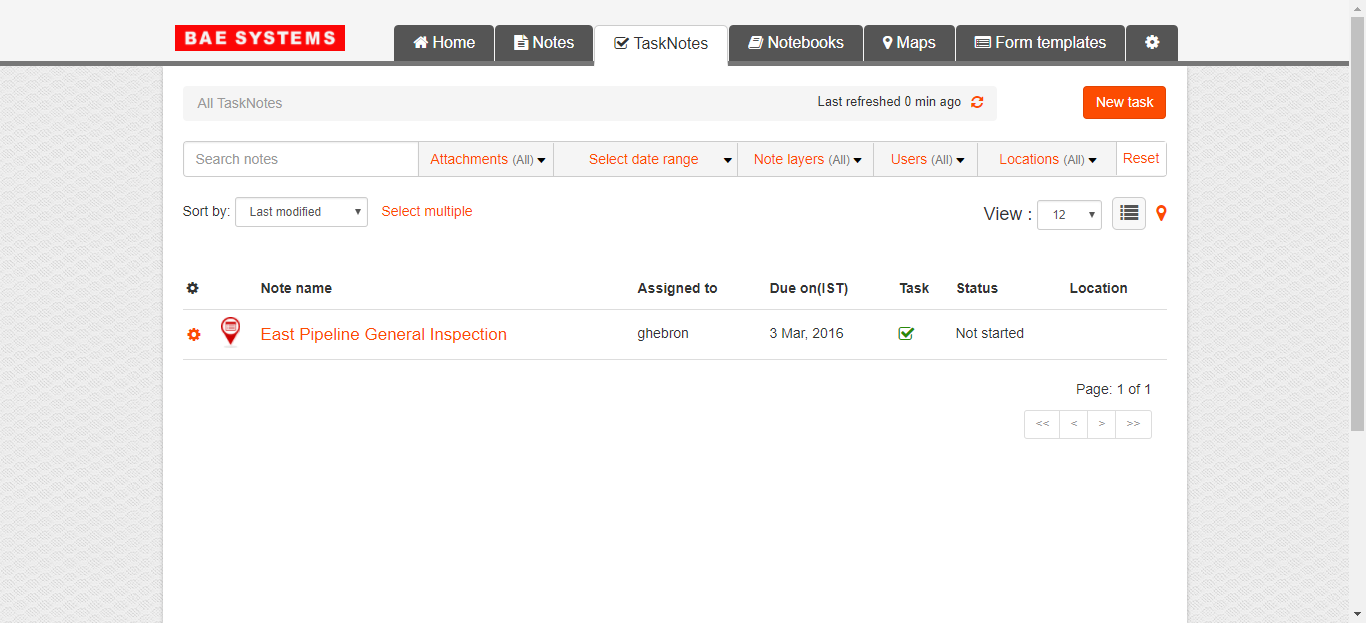 BAE SYSTEMS
Home Notes TaskNotes Notebooks Maps Form templates
All TaskNotes Last refreshed 0 min ago New task
Search notes Attachments (All) Select date range Note layers (All) Users (All) Locations (All) Reset
Sort by: Last modified Select multiple View : 12
Note name Assigned to Due on(IST) Task Status Location
East Pipeline General Inspection ghebron 3 Mar, 2016 Not started
Page: 1 of 1
<< < > >>